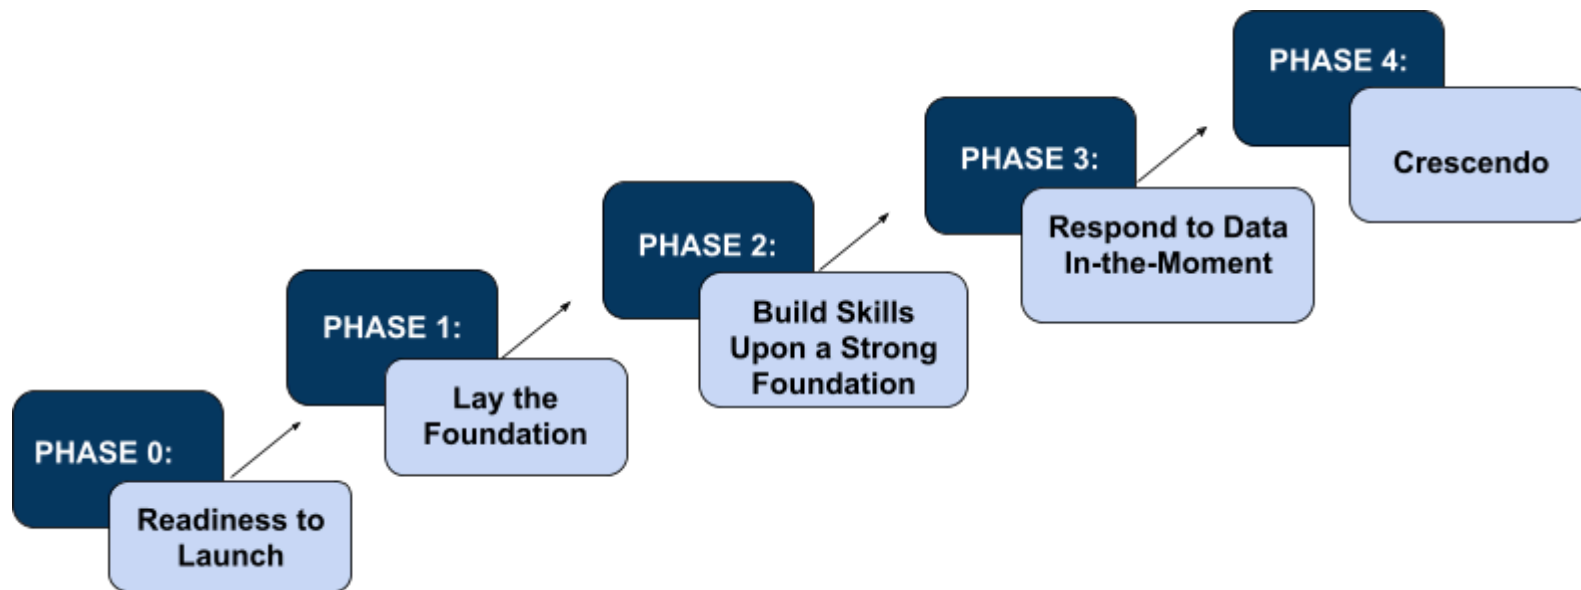 PHASE 0:
Readiness to
Launch
PHASE 1:
Lay the
Foundation
PHASE 2:
Build Skills
Upon a Strong
Foundation
PHASE 3:
Respond to Data
In-the-Moment
PHASE 4:
Crescendo